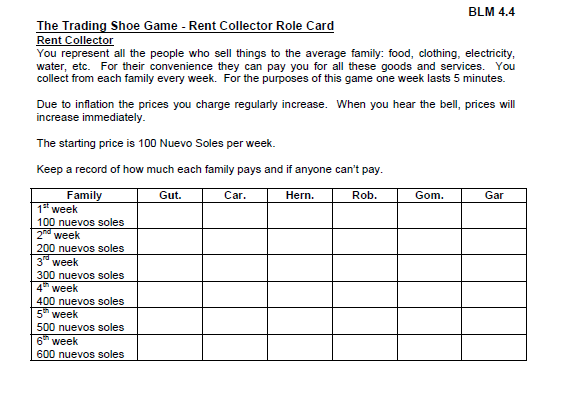 BLM 4.4
The Trading Shoe Game - Rent Collector Role Card
Rent Collector
You represent all the people who sell things to the average family: food, clothing, electricity,
water, etc. For their convenience they can pay you for all these goods and services. You
collect from each family every week. For the purposes of this game one week lasts 5 minutes.
Due to inflation the prices you charge regularly increase. When you hear the bell, prices will
increase immediately.
The starting price is 100 Nuevo Soles per week.
Keep a record of how much each family pays and if anyone can't pay.
Family Gut. Car. Hern. Rob. Gom. Gar
1st week
100 nuevos soles
2nd week
200 nuevos soles
3rd week
300 nuevos soles
4th week
400 nuevos soles
5th week
500 nuevos soles
6th week
600 nuevos soles